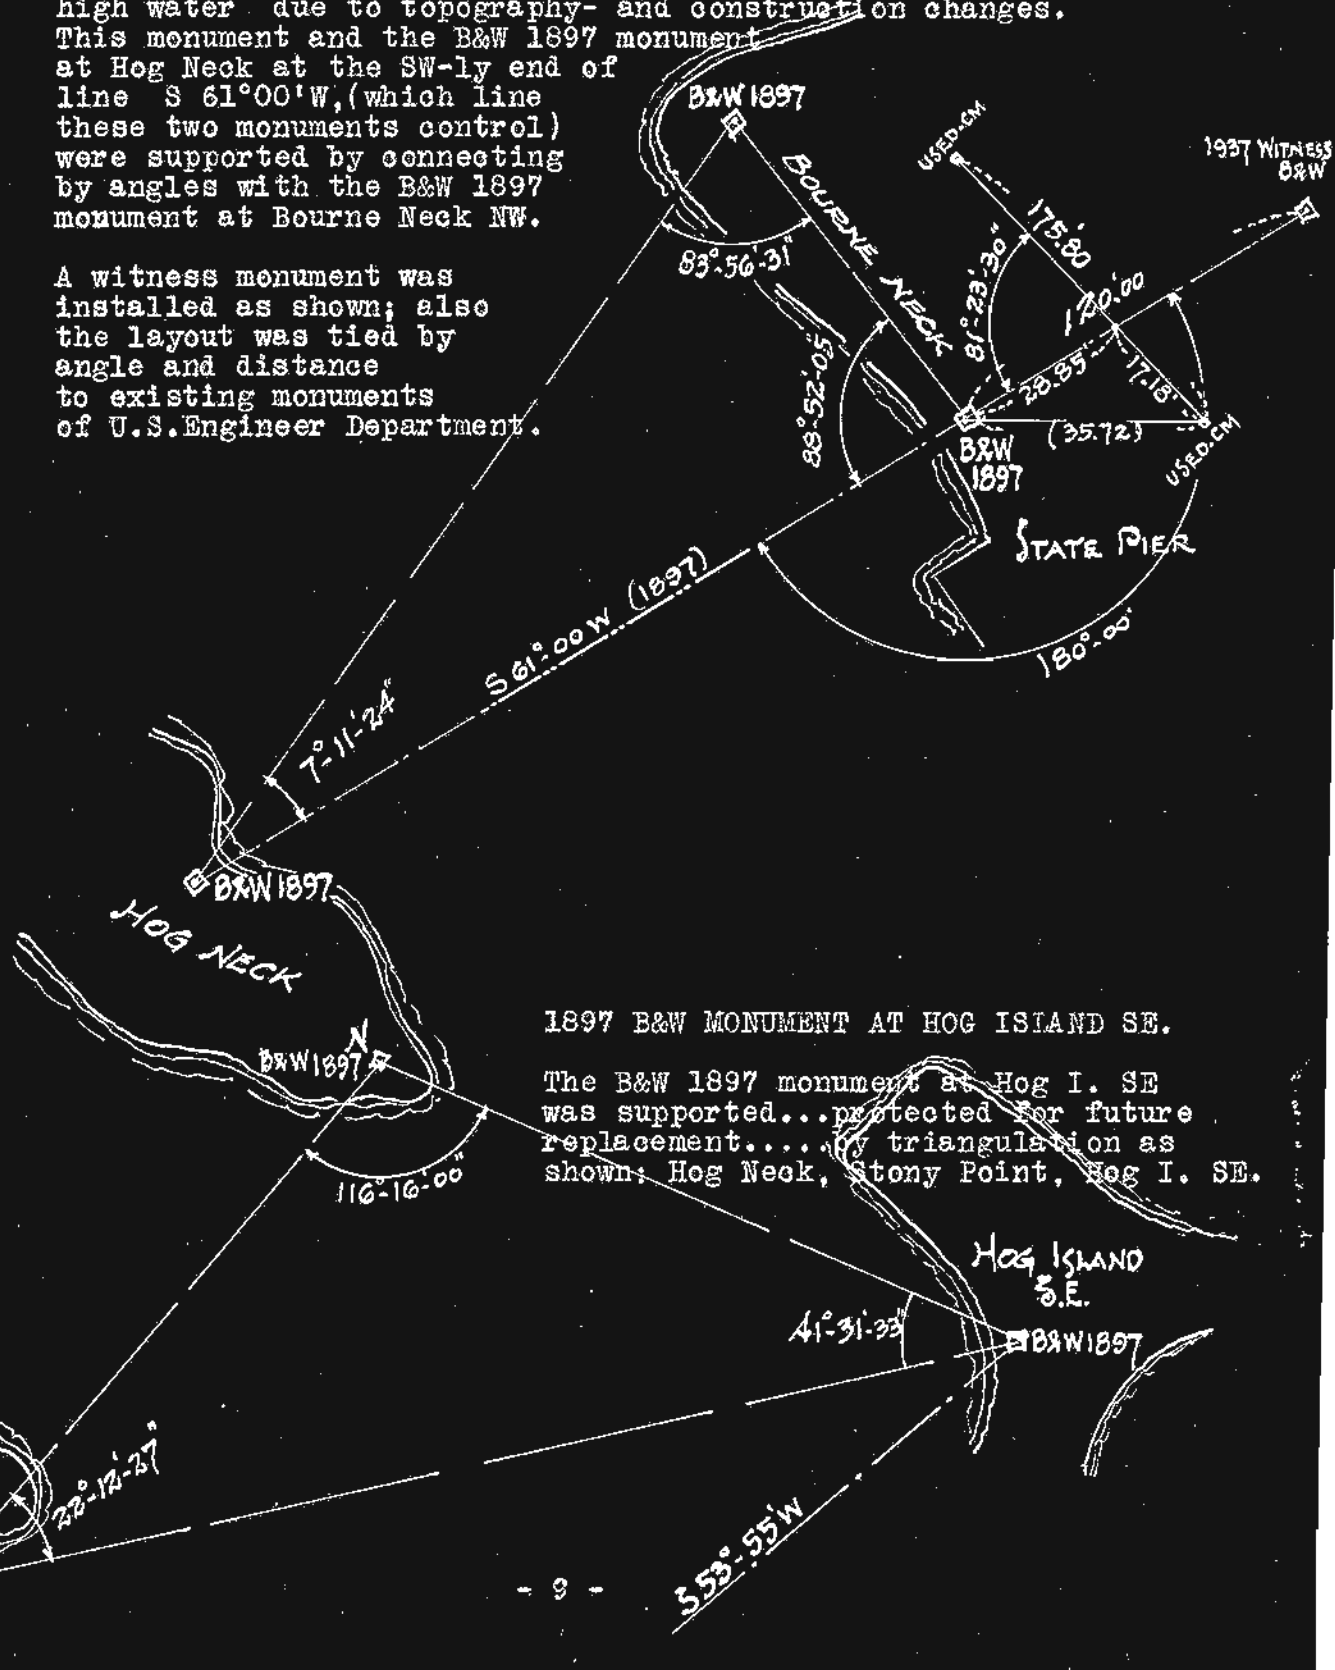 high water due to topography- and construction changes.
This monument and the B&W 1897 monument
at Hog Neck at the SW-ly end of
line S 61°00'W,(which line
these two monuments control)
were supported by connecting
by angles with the B&W 1897
monument at Bourne Neck NW.
A witness monument was
installed as shown; also
the layout was tied by
angle and distance
to existing monuments
of U.S.Engineer Department.
B&W 1897
BOURNE NECK
83°-56'-31"
88°-52'-05"
USED-CM
175.80
81°-23'-30"
1937 WITNESS
B&W
120.00
28.85
17.18'
(35.72)
USED-CM
B&W
1897
STATE PIER
180°-00"
S 61°-00 W (1897)
7°-11'-24"
B&W 1897
HOG NECK
N
B&W 1897
116°-16'-00"
1897 B&W MONUMENT AT HOG ISLAND SE.
The B&W 1897 monument at Hog I. SE
was supported...protected for future
replacement.....by triangulation as
shown; Hog Neck, Stony Point, Hog I. SE.
HOG ISLAND
S.E.
B&W 1897
41°-31'-33"
22°-12'-27"
S 53°-55'W
- 9 -